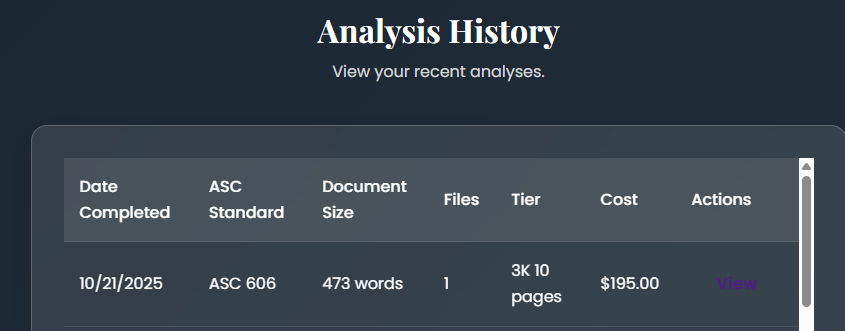 Analysis History
View your recent analyses.
Date Completed
ASC Standard
Document Size
Files
Tier
Cost
Actions
10/21/2025
ASC 606
473 words
1
3K 10 pages
$195.00
View